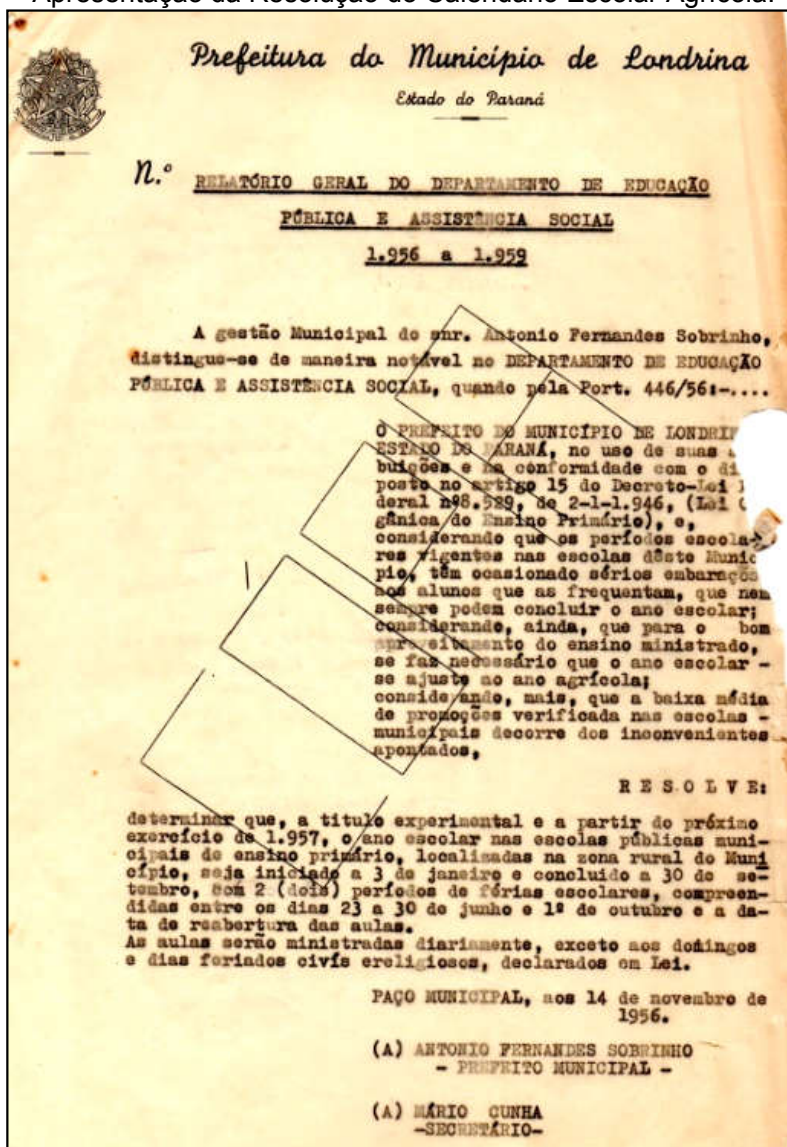 Apresentação da Resolução do Calendário Escolar Agrícola.
Prefeitura do Município de Londrina
Estado do Paraná
N.º RELATÓRIO GERAL DO DEPARTAMENTO DE EDUCAÇÃO
PÚBLICA E ASSISTÊNCIA SOCIAL
1.956 a 1.959
A gestão Municipal do snr. Antonio Fernandes Sobrinho,
distingue-se de maneira notável no DEPARTAMENTO DE EDUCAÇÃO
PÚBLICA E ASSISTÊNCIA SOCIAL, quando pela Port. 446/56:-....
O PREFEITO DO MUNICÍPIO DE LONDRIN
ESTADO DO PARANÁ, no uso de suas
buições e na conformidade com o di
posto no artigo 15 do Decreto-Lei
deral nº8.529, de 2-1-1.946, (Lei
gânica do Ensino Primário), e,
considerando que os períodos escola-
res vigentes nas escolas dêste Municí
pio, têm ocasionado sérios embaraços
aos alunos que as frequentam, que nem
sempre podem concluir o ano escolar;
considerando, ainda, que para o bom
aproveitamento do ensino ministrado,
se faz necessário que o ano escolar -
se ajuste ao ano agrícola;
considerando, mais, que a baixa média
de promoções verificada nas escolas -
municipais decorre dos inconvenientes
apontados,
R E S O L V E:
determinar que, a titulo experimental e a partir do próximo
exercício de 1.957, o ano escolar nas escolas públicas muni-
cipais de ensino primário, localisadas na zona rural do Muni
cípio, seja iniciado a 3 de janeiro e concluido a 30 de se-
tembro, com 2 (dois) períodos de férias escolares, compreen-
didas entre os dias 23 a 30 de junho e 1º de outubro e a da-
ta de reabertura das aulas.
As aulas serão ministradas diariamente, exceto aos domingos
e dias feriados civís ereligiosos, declarados em Lei.
PAÇO MUNICIPAL, aos 14 de novembro de
1956.
(A) ANTONIO FERNANDES SOBRINHO
- PREFEITO MUNICIPAL -
(A) MÁRIO CUNHA
-SECRETÁRIO-